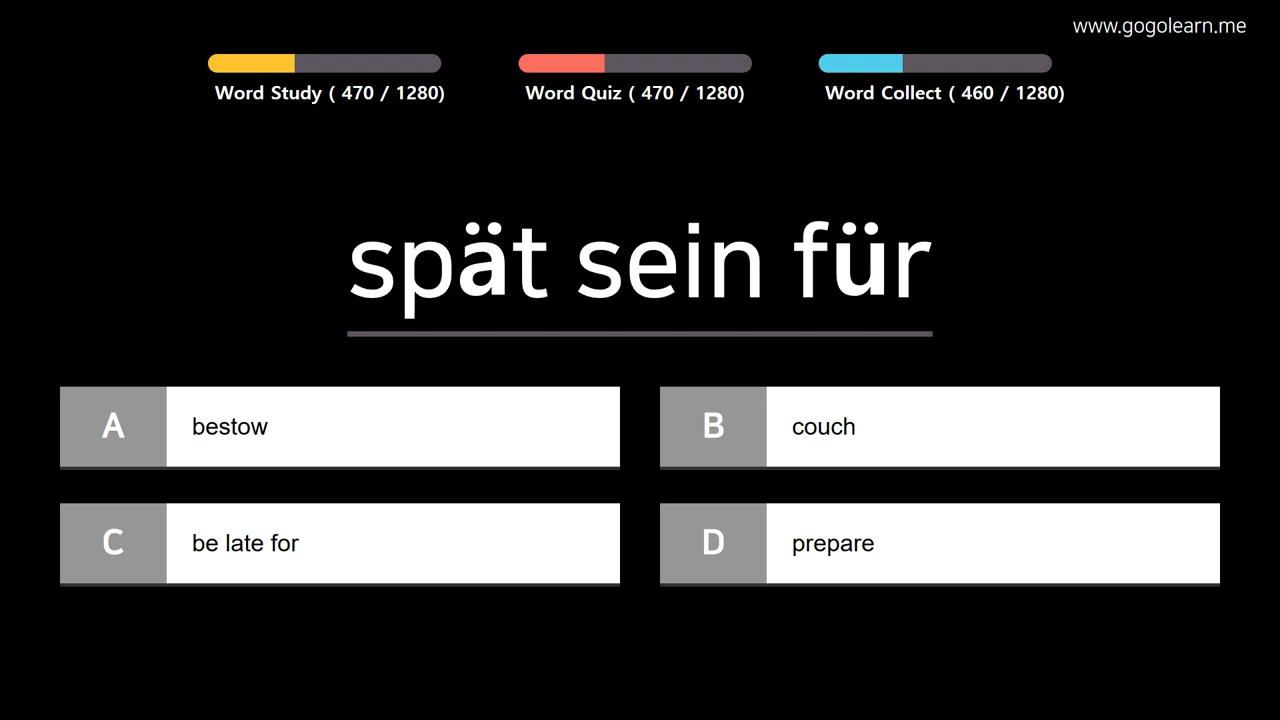 www.gogolearn.me
Word Study ( 470 / 1280)
Word Quiz ( 470 / 1280)
Word Collect ( 460 / 1280)
spät sein für
A bestow
B couch
C be late for
D prepare